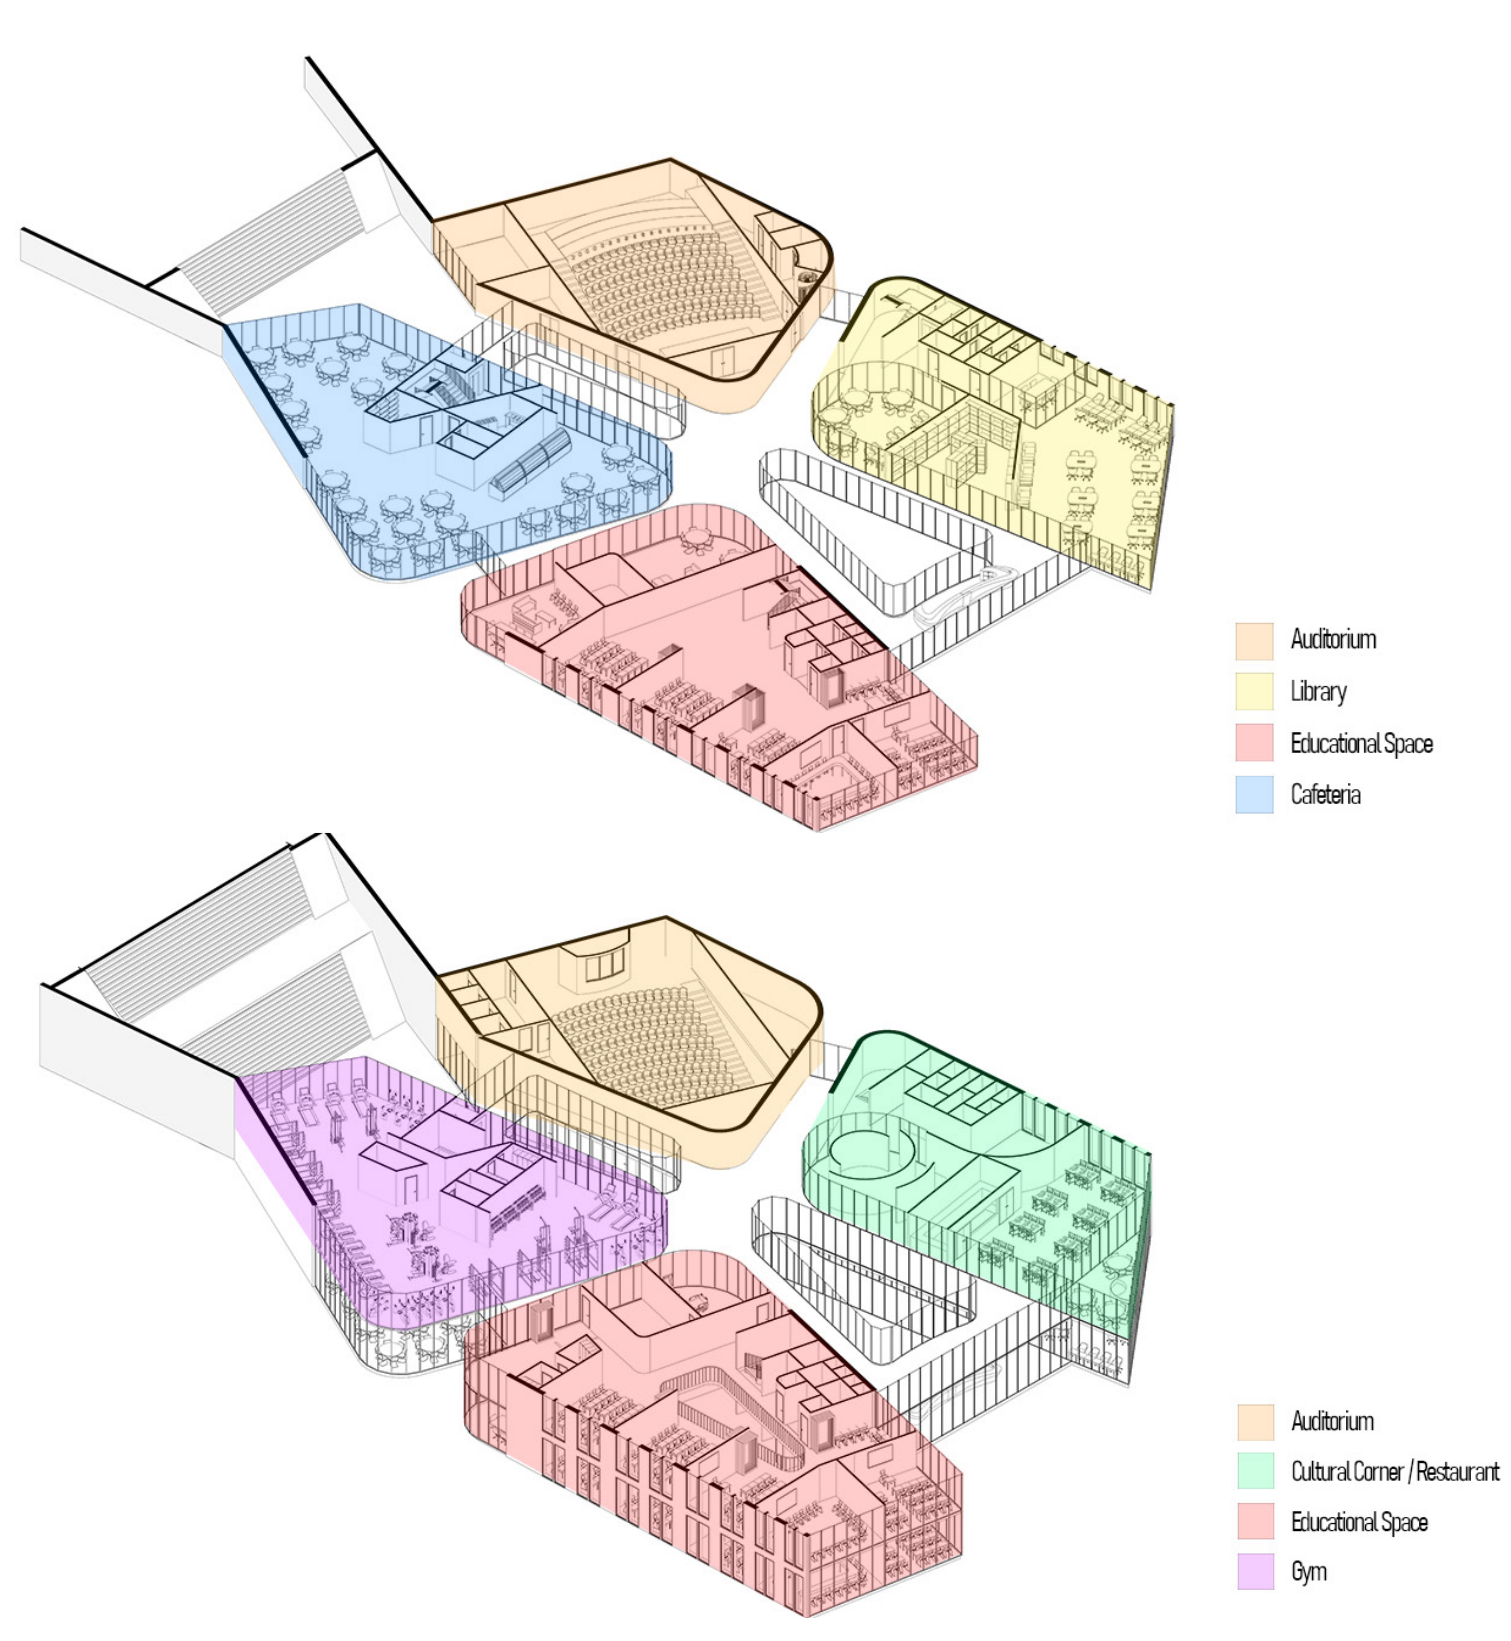 Auditorium
Library
Educational Space
Cafeteria
Auditorium
Cultural Corner / Restaurant
Educational Space
Gym